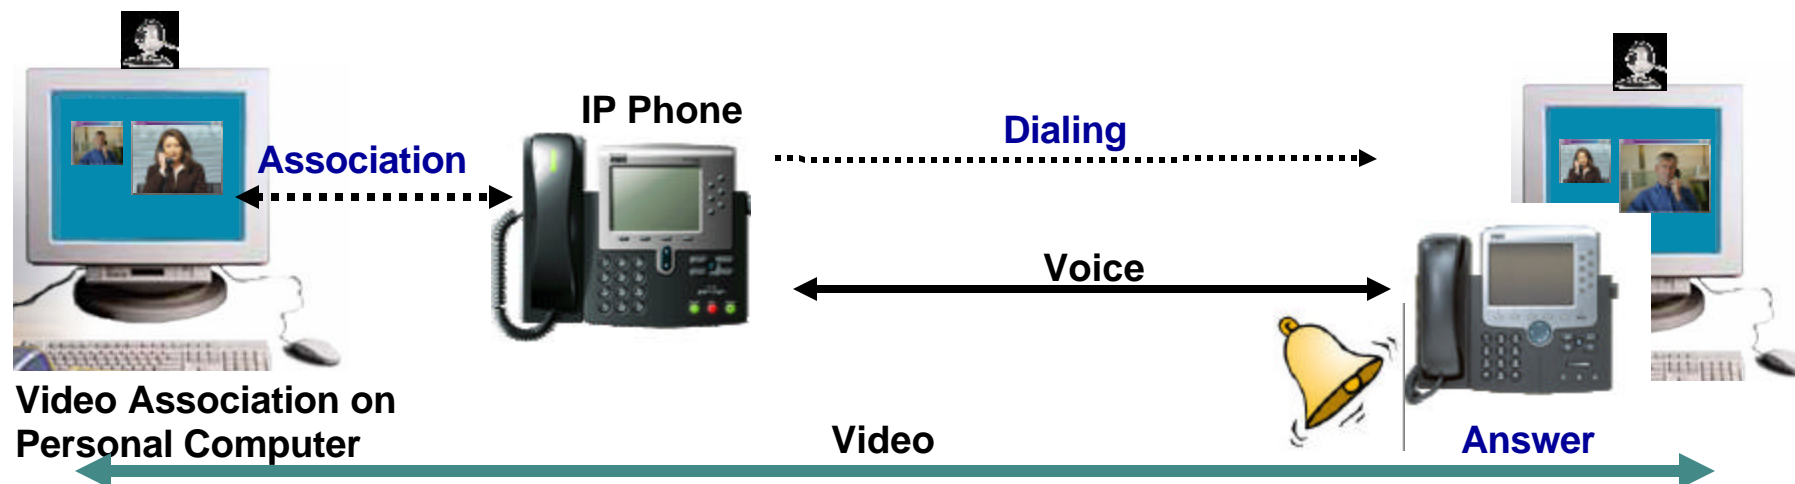 IP Phone
Dialing
Association
Voice
Video Association on
Personal Computer
Video
Answer